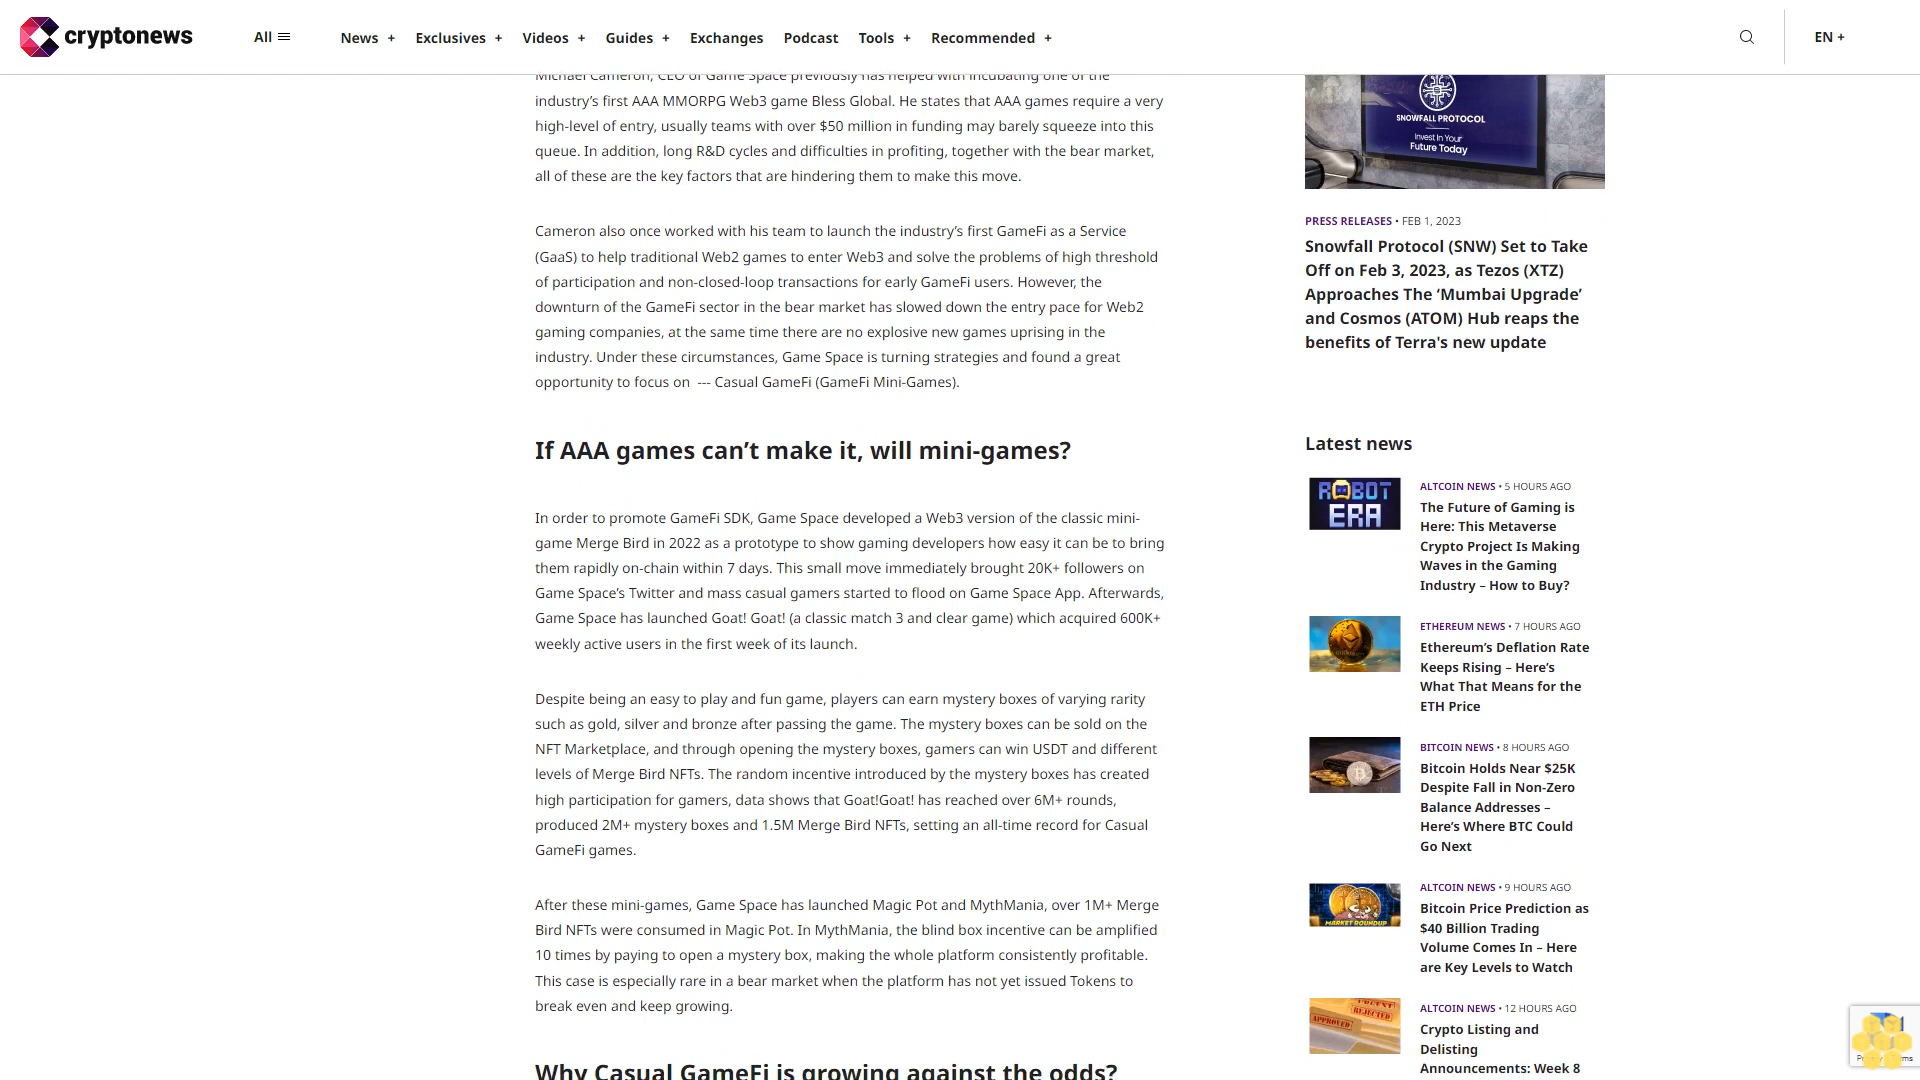 cryptonews
All
News +
Exclusives +
Videos +
Guides +
Exchanges
Podcast
Tools +
Recommended +
EN +
Michael Cameron, CEO of Game Space previously has helped with incubating one of the
industry’s first AAA MMORPG Web3 game Bless Global. He states that AAA games require a very
high-level of entry, usually teams with over $50 million in funding may barely squeeze into this
queue. In addition, long R&D cycles and difficulties in profiting, together with the bear market,
all of these are the key factors that are hindering them to make this move.
Cameron also once worked with his team to launch the industry’s first GameFi as a Service
(GaaS) to help traditional Web2 games to enter Web3 and solve the problems of high threshold
of participation and non-closed-loop transactions for early GameFi users. However, the
downturn of the GameFi sector in the bear market has slowed down the entry pace for Web2
gaming companies, at the same time there are no explosive new games uprising in the
industry. Under these circumstances, Game Space is turning strategies and found a great
opportunity to focus on  --- Casual GameFi (GameFi Mini-Games).
If AAA games can’t make it, will mini-games?
In order to promote GameFi SDK, Game Space developed a Web3 version of the classic mini-
game Merge Bird in 2022 as a prototype to show gaming developers how easy it can be to bring
them rapidly on-chain within 7 days. This small move immediately brought 20K+ followers on
Game Space’s Twitter and mass casual gamers started to flood on Game Space App. Afterwards,
Game Space has launched Goat! Goat! (a classic match 3 and clear game) which acquired 600K+
weekly active users in the first week of its launch.
Despite being an easy to play and fun game, players can earn mystery boxes of varying rarity
such as gold, silver and bronze after passing the game. The mystery boxes can be sold on the
NFT Marketplace, and through opening the mystery boxes, gamers can win USDT and different
levels of Merge Bird NFTs. The random incentive introduced by the mystery boxes has created
high participation for gamers, data shows that Goat!Goat! has reached over 6M+ rounds,
produced 2M+ mystery boxes and 1.5M Merge Bird NFTs, setting an all-time record for Casual
GameFi games.
After these mini-games, Game Space has launched Magic Pot and MythMania, over 1M+ Merge
Bird NFTs were consumed in Magic Pot. In MythMania, the blind box incentive can be amplified
10 times by paying to open a mystery box, making the whole platform consistently profitable.
This case is especially rare in a bear market when the platform has not yet issued Tokens to
break even and keep growing.
Why Casual GameFi is growing against the odds?
SNOWFALL PROTOCOL
Invest In Your
Future Today
PRESS RELEASES • FEB 1, 2023
Snowfall Protocol (SNW) Set to Take
Off on Feb 3, 2023, as Tezos (XTZ)
Approaches The ‘Mumbai Upgrade’
and Cosmos (ATOM) Hub reaps the
benefits of Terra's new update
Latest news
ROBOT
ERA
ALTCOIN NEWS • 5 HOURS AGO
The Future of Gaming is
Here: This Metaverse
Crypto Project Is Making
Waves in the Gaming
Industry – How to Buy?
ETHEREUM NEWS • 7 HOURS AGO
Ethereum’s Deflation Rate
Keeps Rising – Here’s
What That Means for the
ETH Price
BITCOIN NEWS • 8 HOURS AGO
Bitcoin Holds Near $25K
Despite Fall in Non-Zero
Balance Addresses –
Here’s Where BTC Could
Go Next
MARKET ROUNDUP
ALTCOIN NEWS • 9 HOURS AGO
Bitcoin Price Prediction as
$40 Billion Trading
Volume Comes In – Here
are Key Levels to Watch
REJECTED
APPROVED
ALTCOIN NEWS • 12 HOURS AGO
Crypto Listing and
Delisting
Announcements: Week 8